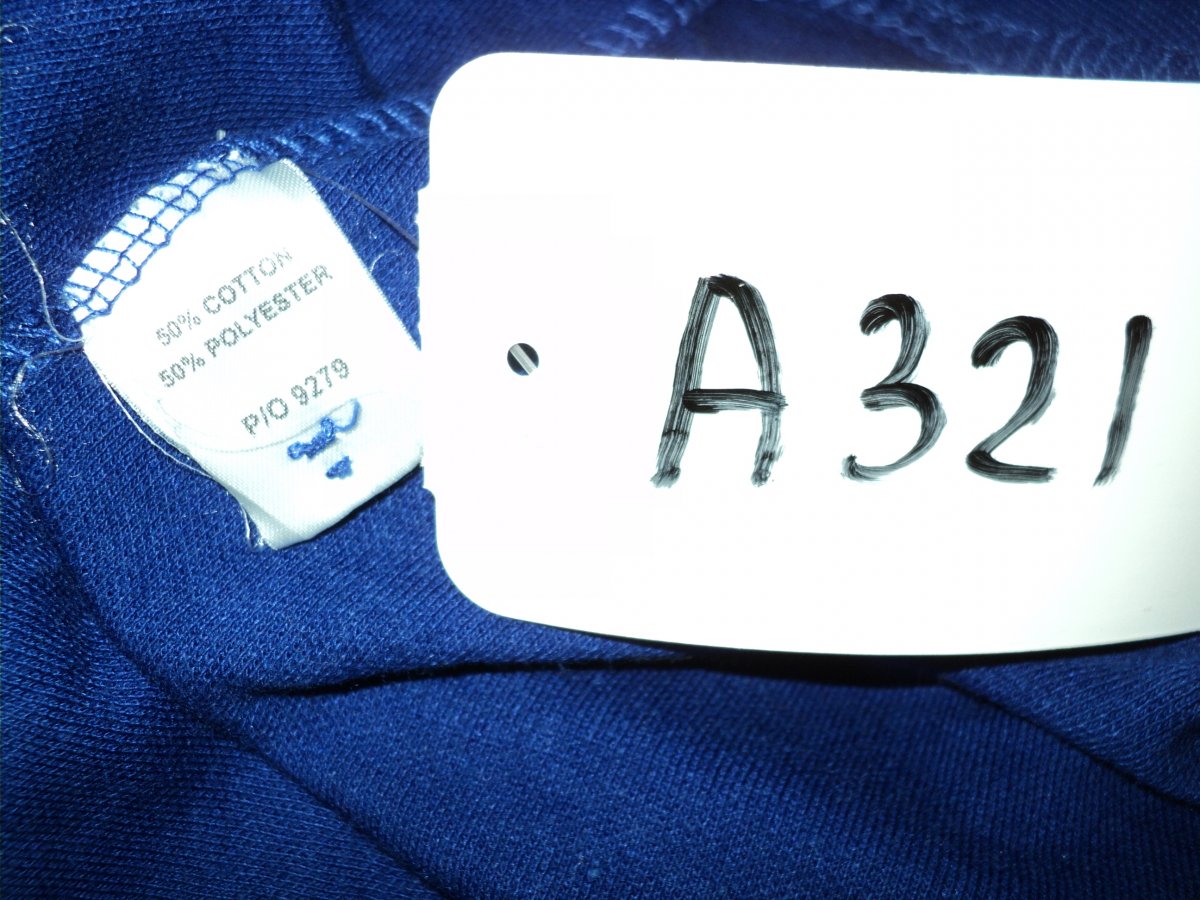 50% COTTON
50% POLYESTER
P/O 9279
A321